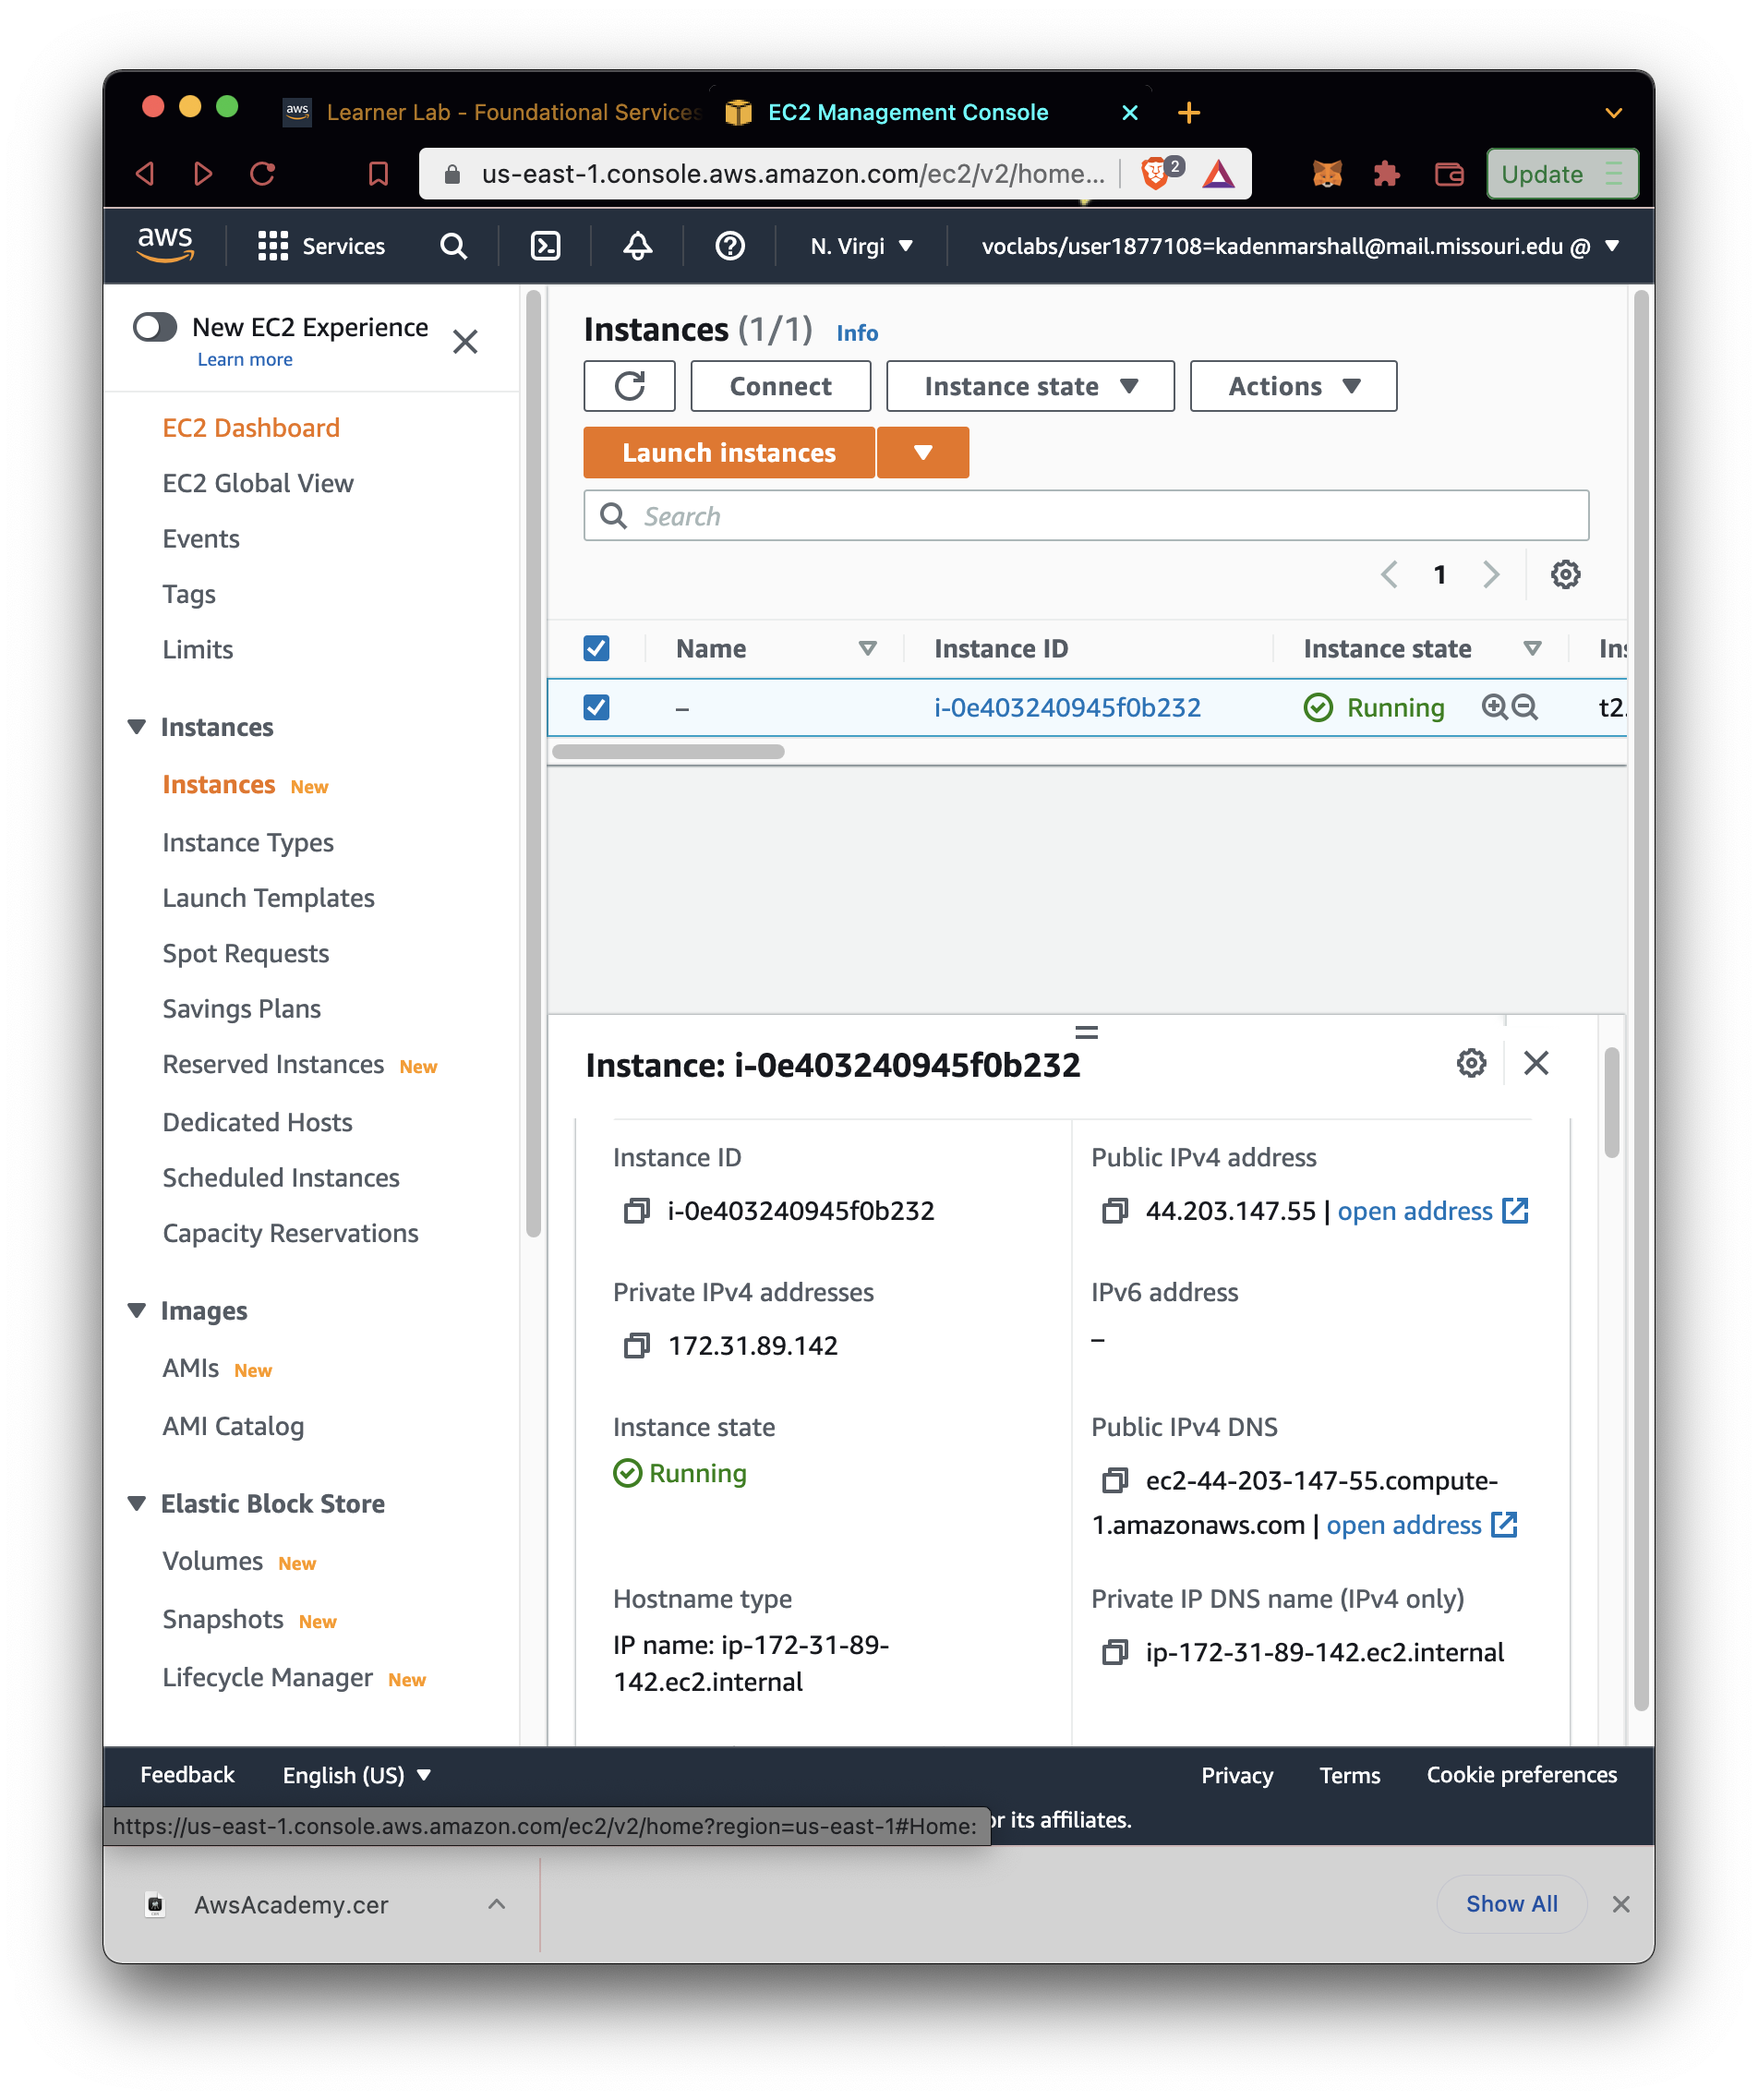 aws Learner Lab - Foundational Services
EC2 Management Console
us-east-1.console.aws.amazon.com/ec2/v2/home...
2
Update
aws
Services
N. Virgi
voclabs/user1877108=kadenmarshall@mail.missouri.edu @
New EC2 Experience
Learn more
EC2 Dashboard
EC2 Global View
Events
Tags
Limits
Instances
Instances New
Instance Types
Launch Templates
Spot Requests
Savings Plans
Reserved Instances New
Dedicated Hosts
Scheduled Instances
Capacity Reservations
Images
AMIs New
AMI Catalog
Elastic Block Store
Volumes New
Snapshots New
Lifecycle Manager New
Instances (1/1) Info
Connect
Instance state
Actions
Launch instances
Search
1
Name Instance ID Instance state Ins
– i-0e403240945f0b232 Running t2.
Instance: i-0e403240945f0b232
Instance ID
i-0e403240945f0b232
Public IPv4 address
44.203.147.55 | open address
Private IPv4 addresses
172.31.89.142
IPv6 address
–
Instance state
Running
Public IPv4 DNS
ec2-44-203-147-55.compute-
1.amazonaws.com | open address
Hostname type
IP name: ip-172-31-89-
142.ec2.internal
Private IP DNS name (IPv4 only)
ip-172-31-89-142.ec2.internal
Feedback English (US) Privacy Terms Cookie preferences
or its affiliates.
https://us-east-1.console.aws.amazon.com/ec2/v2/home?region=us-east-1#Home:
AwsAcademy.cer
Show All